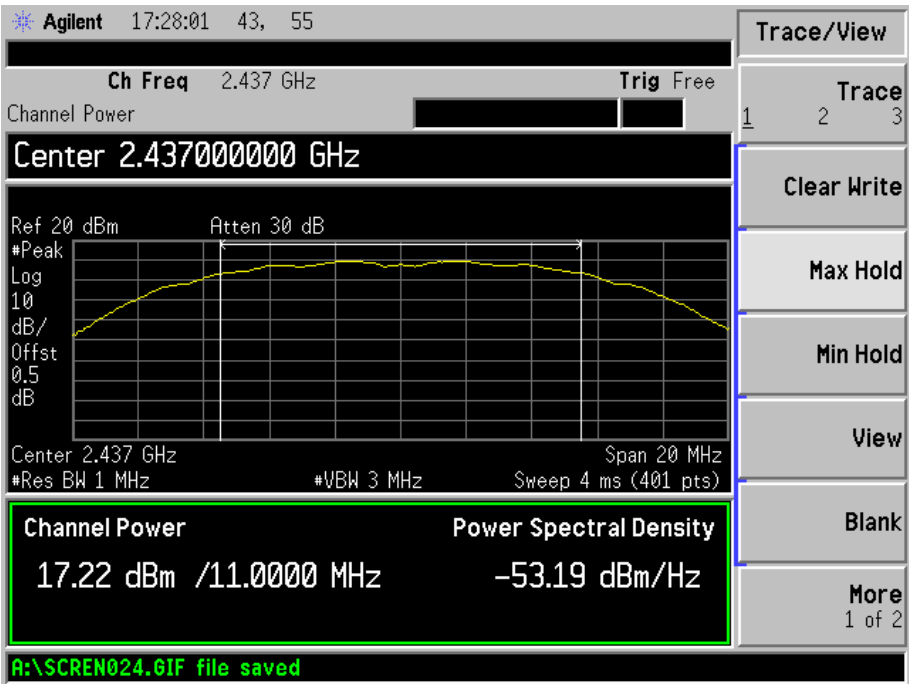 Agilent 17:28:01 43, 55
Trace/View
Ch Freq 2.437 GHz Trig Free
Channel Power
Trace
1 2 3
Center 2.437000000 GHz
Clear Write
Ref 20 dBm Atten 30 dB
#Peak
Log
10
dB/
Offst
0.5
dB
Max Hold
Min Hold
Center 2.437 GHz Span 20 MHz
#Res BW 1 MHz #VBW 3 MHz Sweep 4 ms (401 pts)
View
Channel Power Power Spectral Density
17.22 dBm /11.0000 MHz -53.19 dBm/Hz
Blank
More
1 of 2
A:\SCREN024.GIF file saved